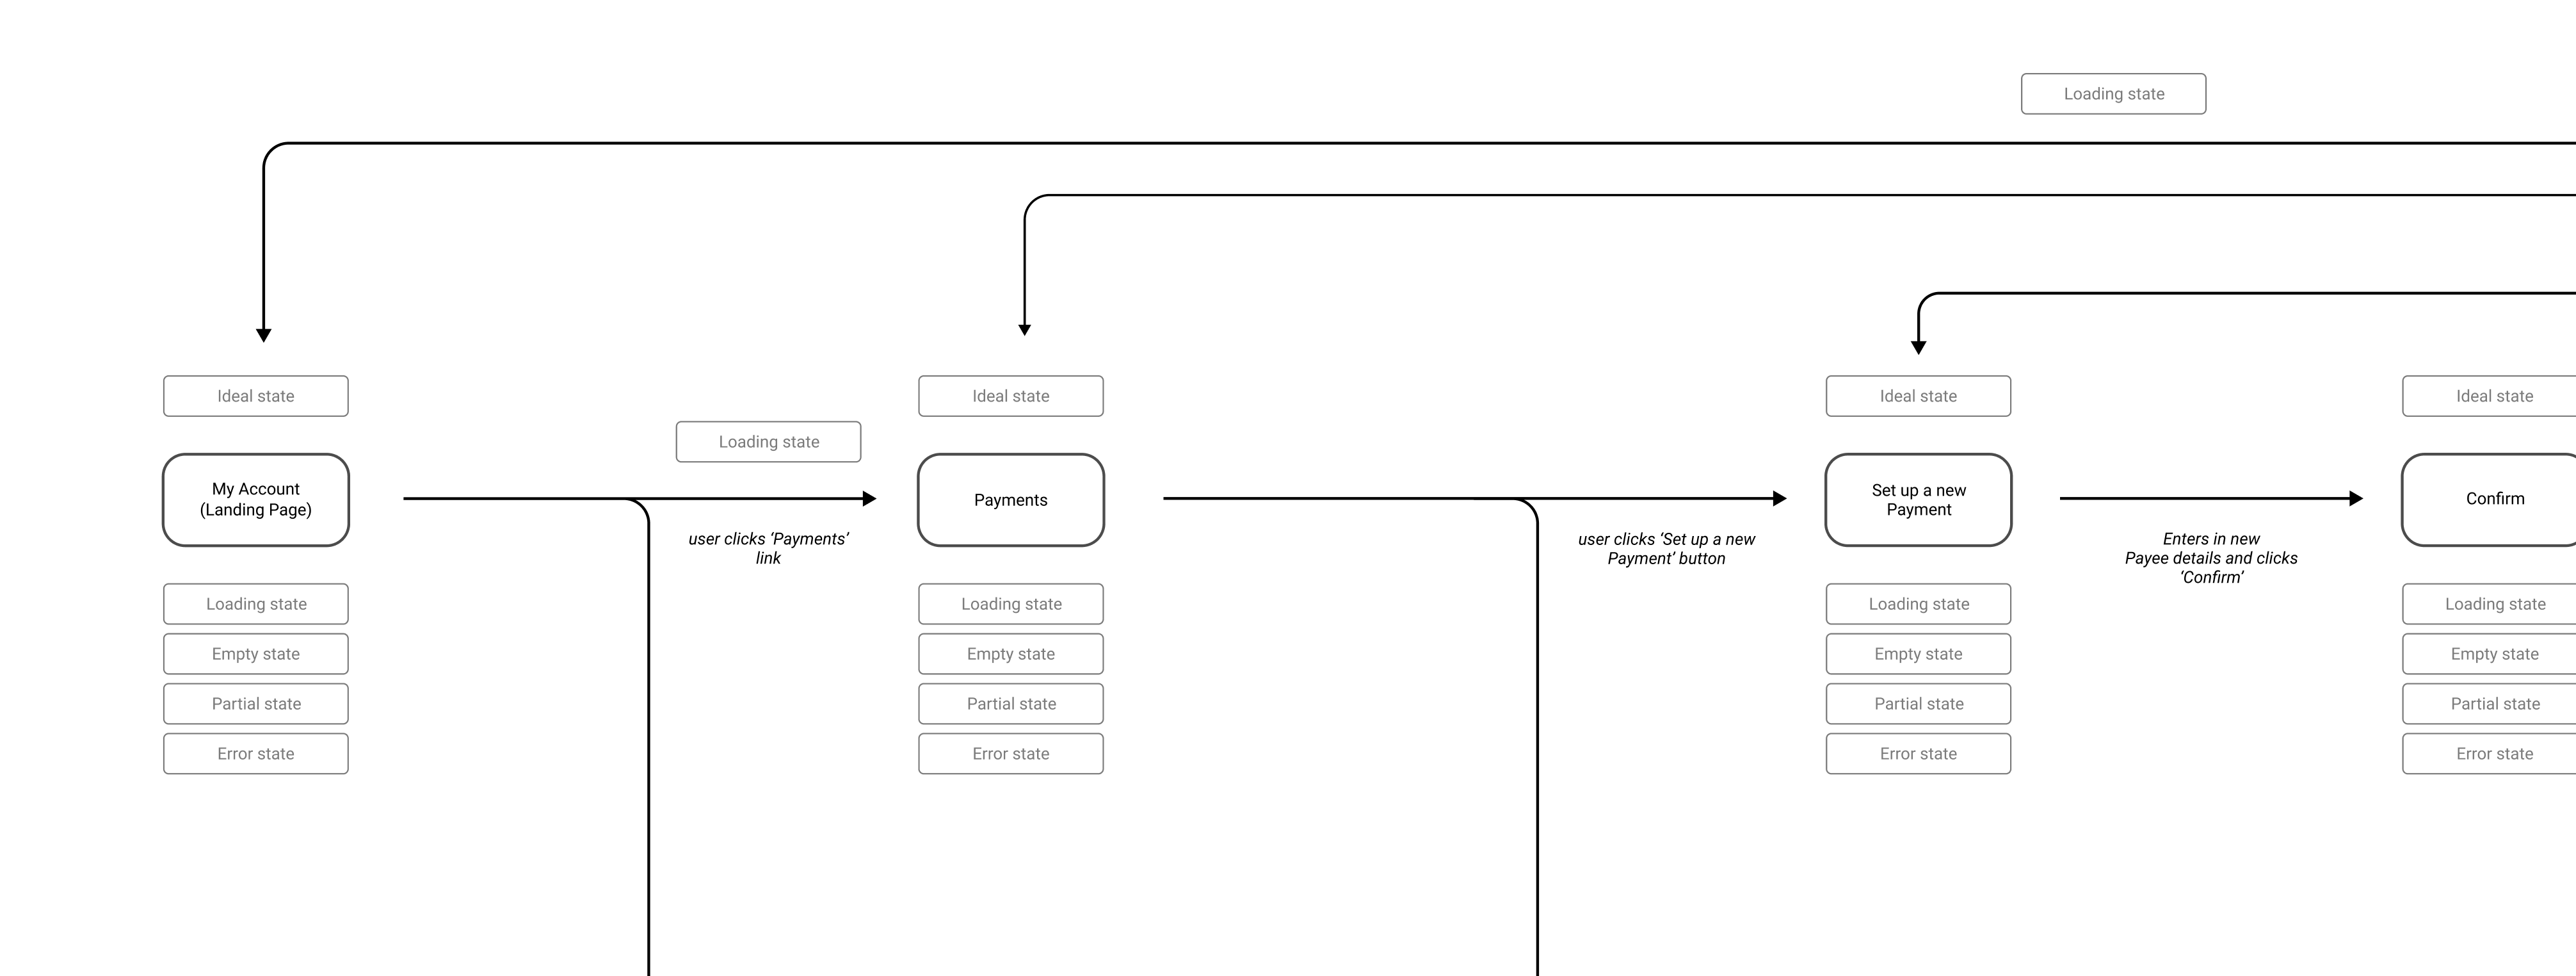 Loading state
Ideal state
Ideal state
Ideal state
Ideal state
Loading state
My Account
(Landing Page)
Payments
Set up a new
Payment
Confirm
user clicks ‘Payments’
link
user clicks ‘Set up a new
Payment’ button
Enters in new
Payee details and clicks
‘Confirm’
Loading state
Loading state
Loading state
Loading state
Empty state
Empty state
Empty state
Empty state
Partial state
Partial state
Partial state
Partial state
Error state
Error state
Error state
Error state